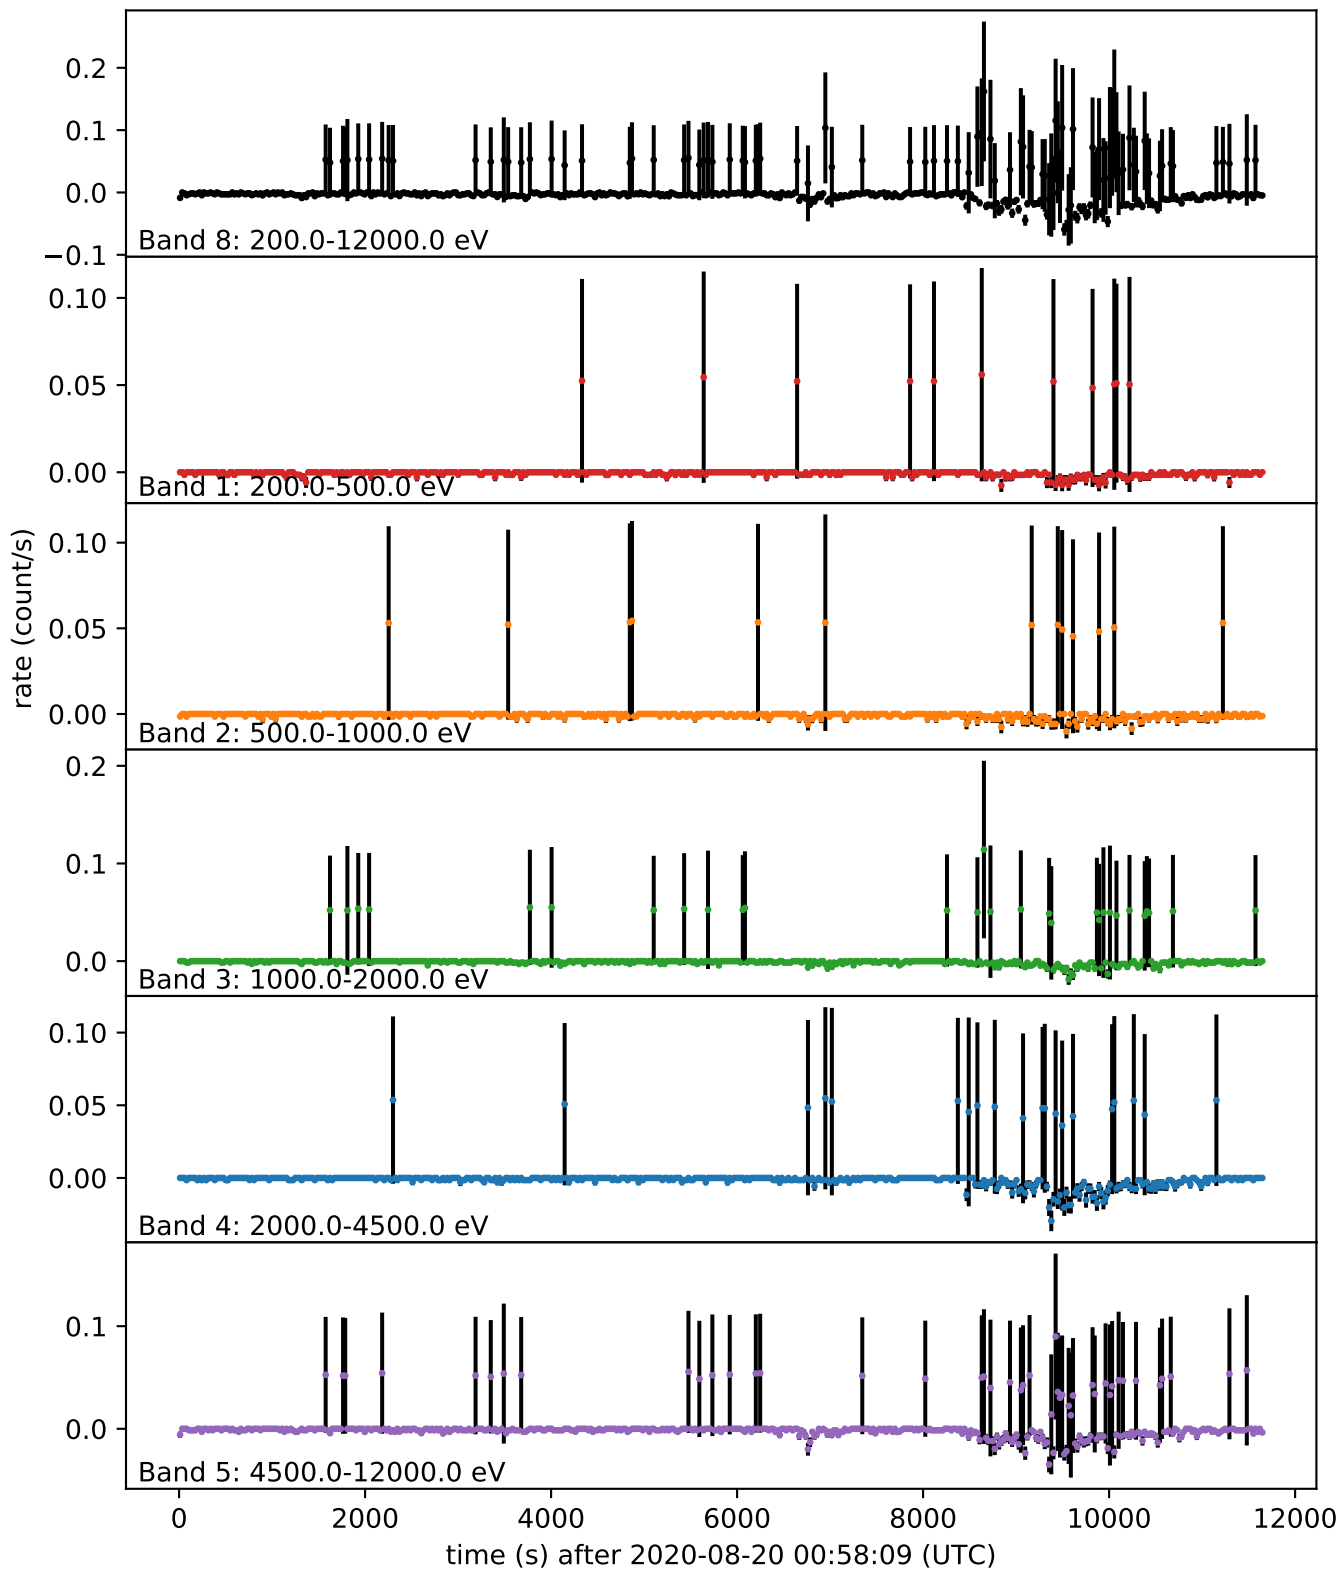 0.2
0.1
0.0
−0.1
Band 8: 200.0-12000.0 eV
0.10
0.05
0.00
Band 1: 200.0-500.0 eV
0.10
0.05
0.00
Band 2: 500.0-1000.0 eV
rate (count/s)
0.2
0.1
0.0
Band 3: 1000.0-2000.0 eV
0.10
0.05
0.00
Band 4: 2000.0-4500.0 eV
0.1
0.0
Band 5: 4500.0-12000.0 eV
0 2000 4000 6000 8000 10000 12000
time (s) after 2020-08-20 00:58:09 (UTC)